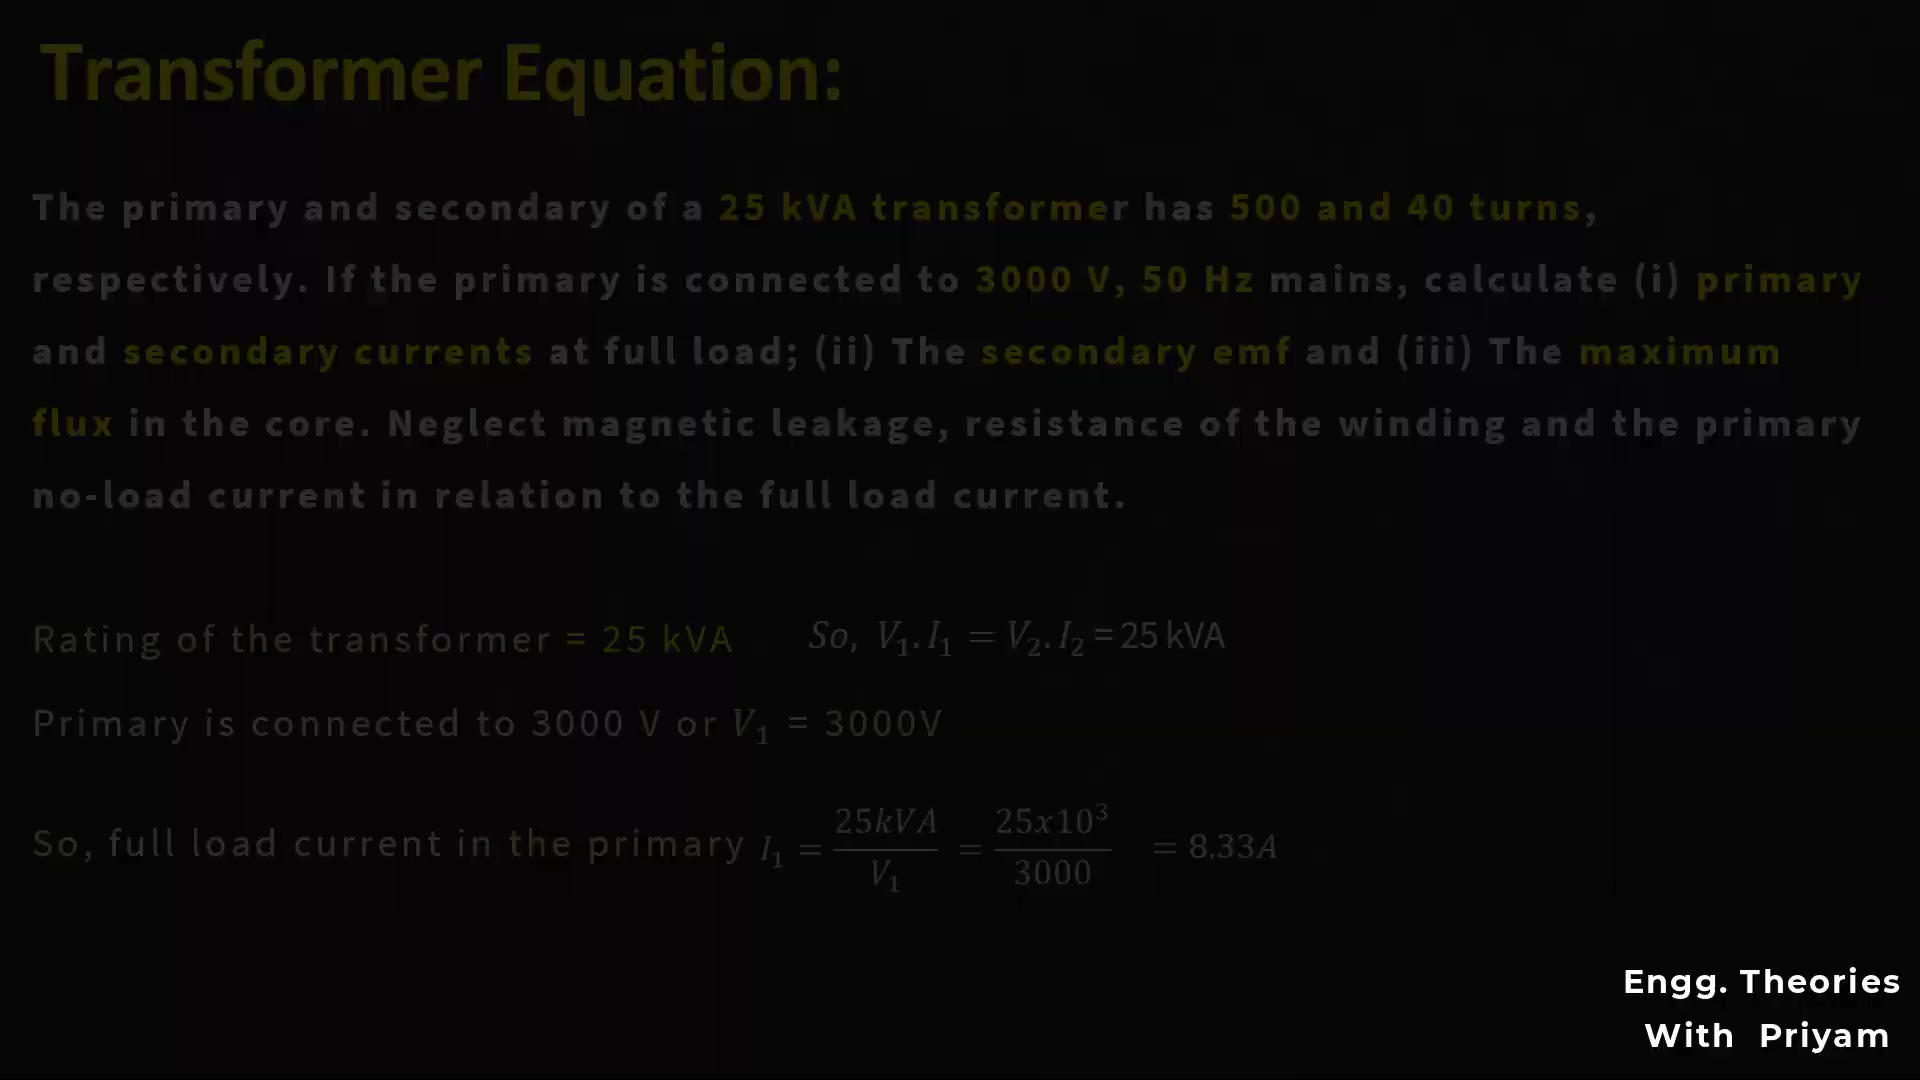 Transformer Equation:
The primary and secondary of a 25 kVA transformer has 500 and 40 turns,
respectively. If the primary is connected to 3000 V, 50 Hz mains, calculate (i) primary
and secondary currents at full load; (ii) The secondary emf and (iii) The maximum
flux in the core. Neglect magnetic leakage, resistance of the winding and the primary
no-load current in relation to the full load current.
Rating of the transformer = 25 kVA So, V₁. I₁ = V₂. I₂ = 25 kVA
Primary is connected to 3000 V or V₁ = 3000V
So, full load current in the primary I₁ = 25kVA / V₁ = 25x10³ / 3000 = 8.33A
Engg. Theories
With Priyam